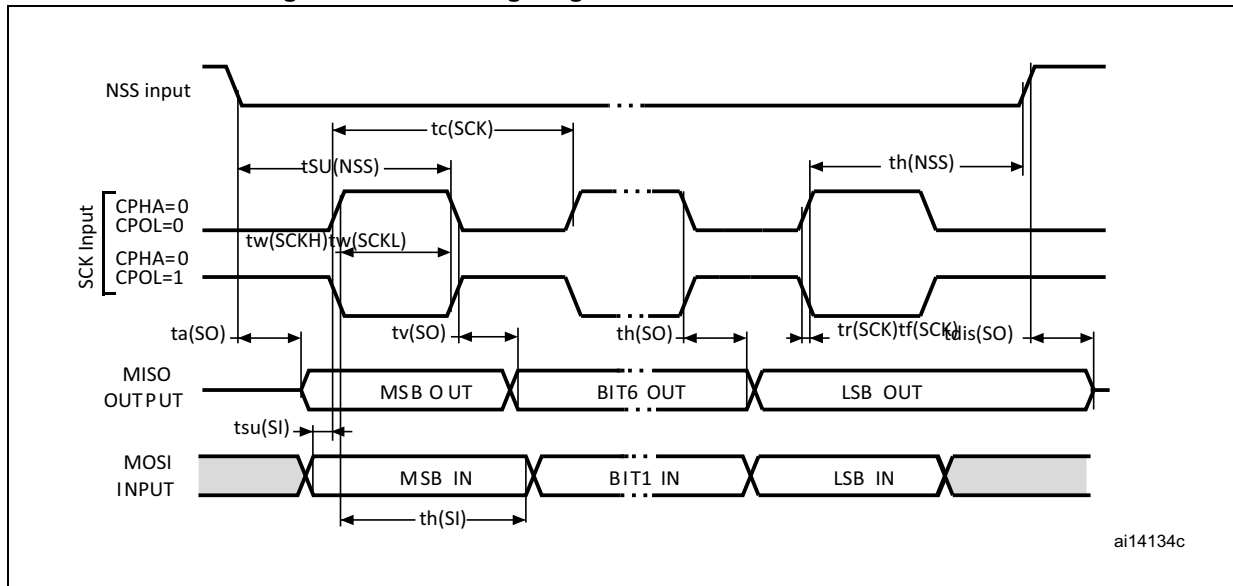 NSS input
tc(SCK)
tSU(NSS)
th(NSS)
SCK Input
CPHA=0
CPOL=0
tw(SCKH)tw(SCKL)
CPHA=0
CPOL=1
ta(SO)
tv(SO)
th(SO)
tr(SCK)tf(SCK)
tdis(SO)
MISO
OUTPUT
MSB OUT
BIT6 OUT
LSB OUT
tsu(SI)
MOSI
INPUT
MSB IN
BIT1 IN
LSB IN
th(SI)
ai14134c